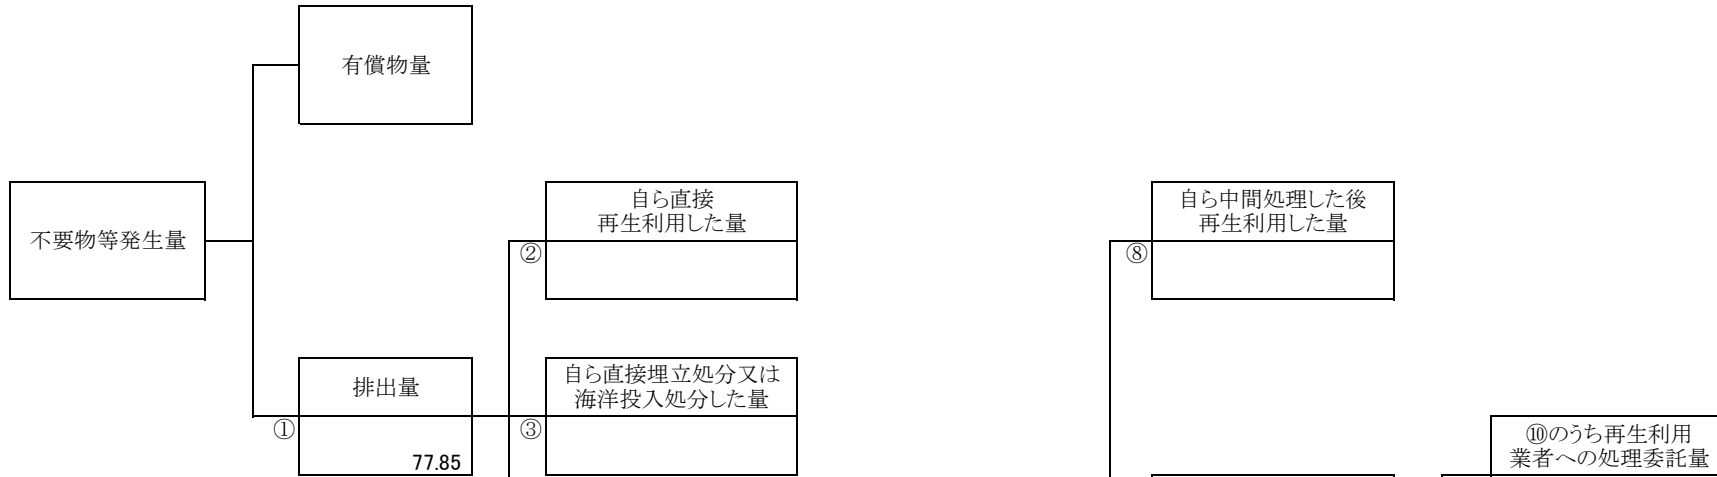 有償物量
不要物等発生量
自ら直接
再生利用した量
②
自ら中間処理した後
再生利用した量
⑧
排出量
①
77.85
自ら直接埋立処分又は
海洋投入処分した量
③
⑩のうち再生利用
業者への処理委託量